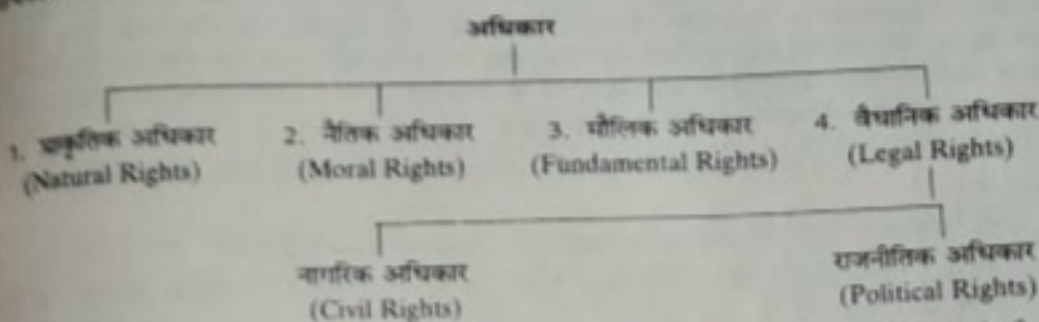 अधिकार
1. प्राकृतिक अधिकार 2. नैतिक अधिकार 3. मौलिक अधिकार 4. वैधानिक अधिकार
(Natural Rights) (Moral Rights) (Fundamental Rights) (Legal Rights)
नागरिक अधिकार राजनीतिक अधिकार
(Civil Rights) (Political Rights)